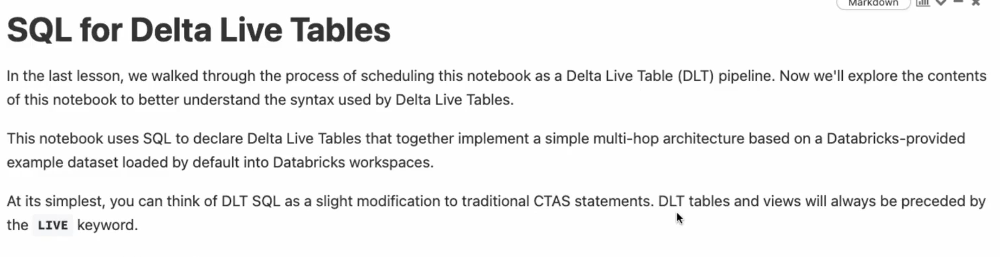 Markdown
SQL for Delta Live Tables
In the last lesson, we walked through the process of scheduling this notebook as a Delta Live Table (DLT) pipeline. Now we'll explore the contents
of this notebook to better understand the syntax used by Delta Live Tables.
This notebook uses SQL to declare Delta Live Tables that together implement a simple multi-hop architecture based on a Databricks-provided
example dataset loaded by default into Databricks workspaces.
At its simplest, you can think of DLT SQL as a slight modification to traditional CTAS statements. DLT tables and views will always be preceded by
the LIVE keyword.